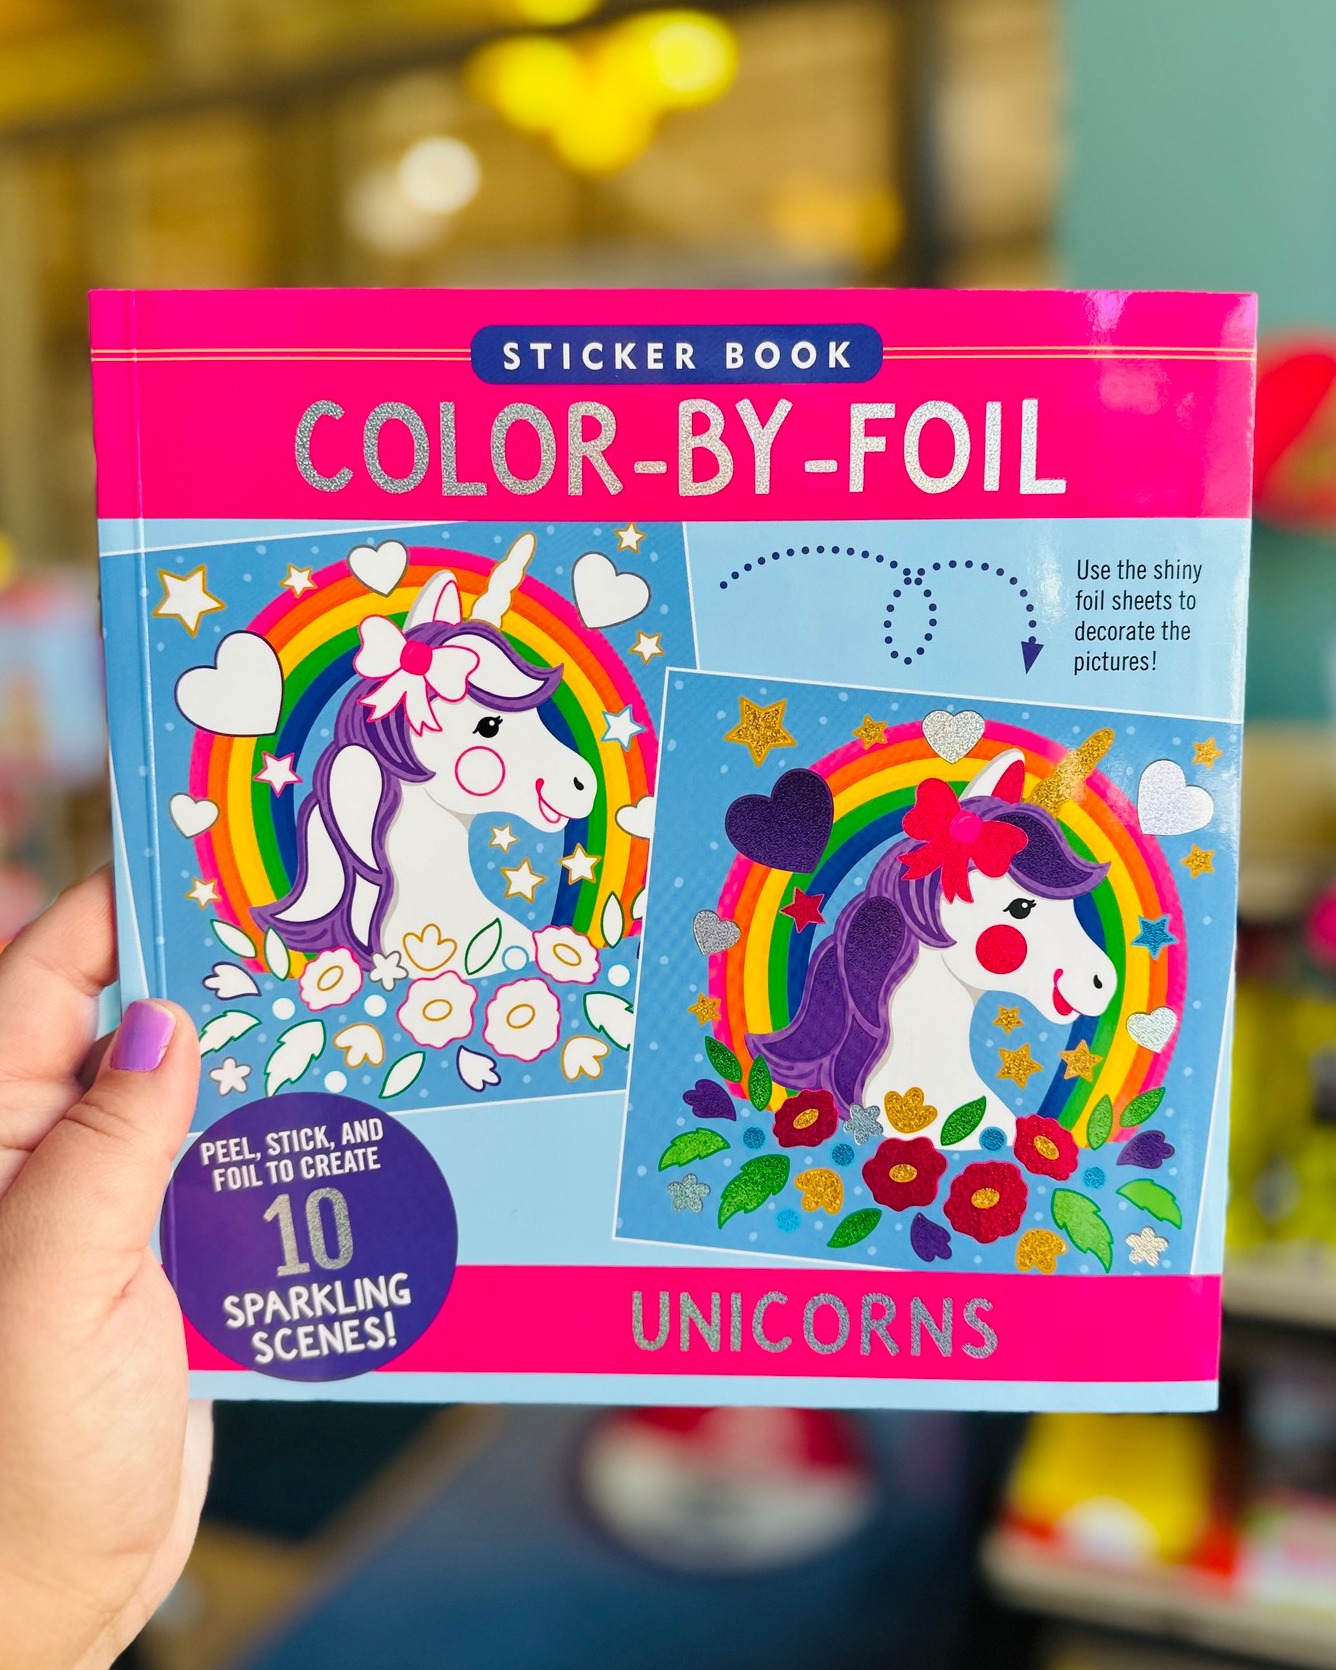 STICKER BOOK
COLOR-BY-FOIL
Use the shiny
foil sheets to
decorate the
pictures!
PEEL, STICK, AND
FOIL TO CREATE
10
SPARKLING
SCENES!
UNICORNS